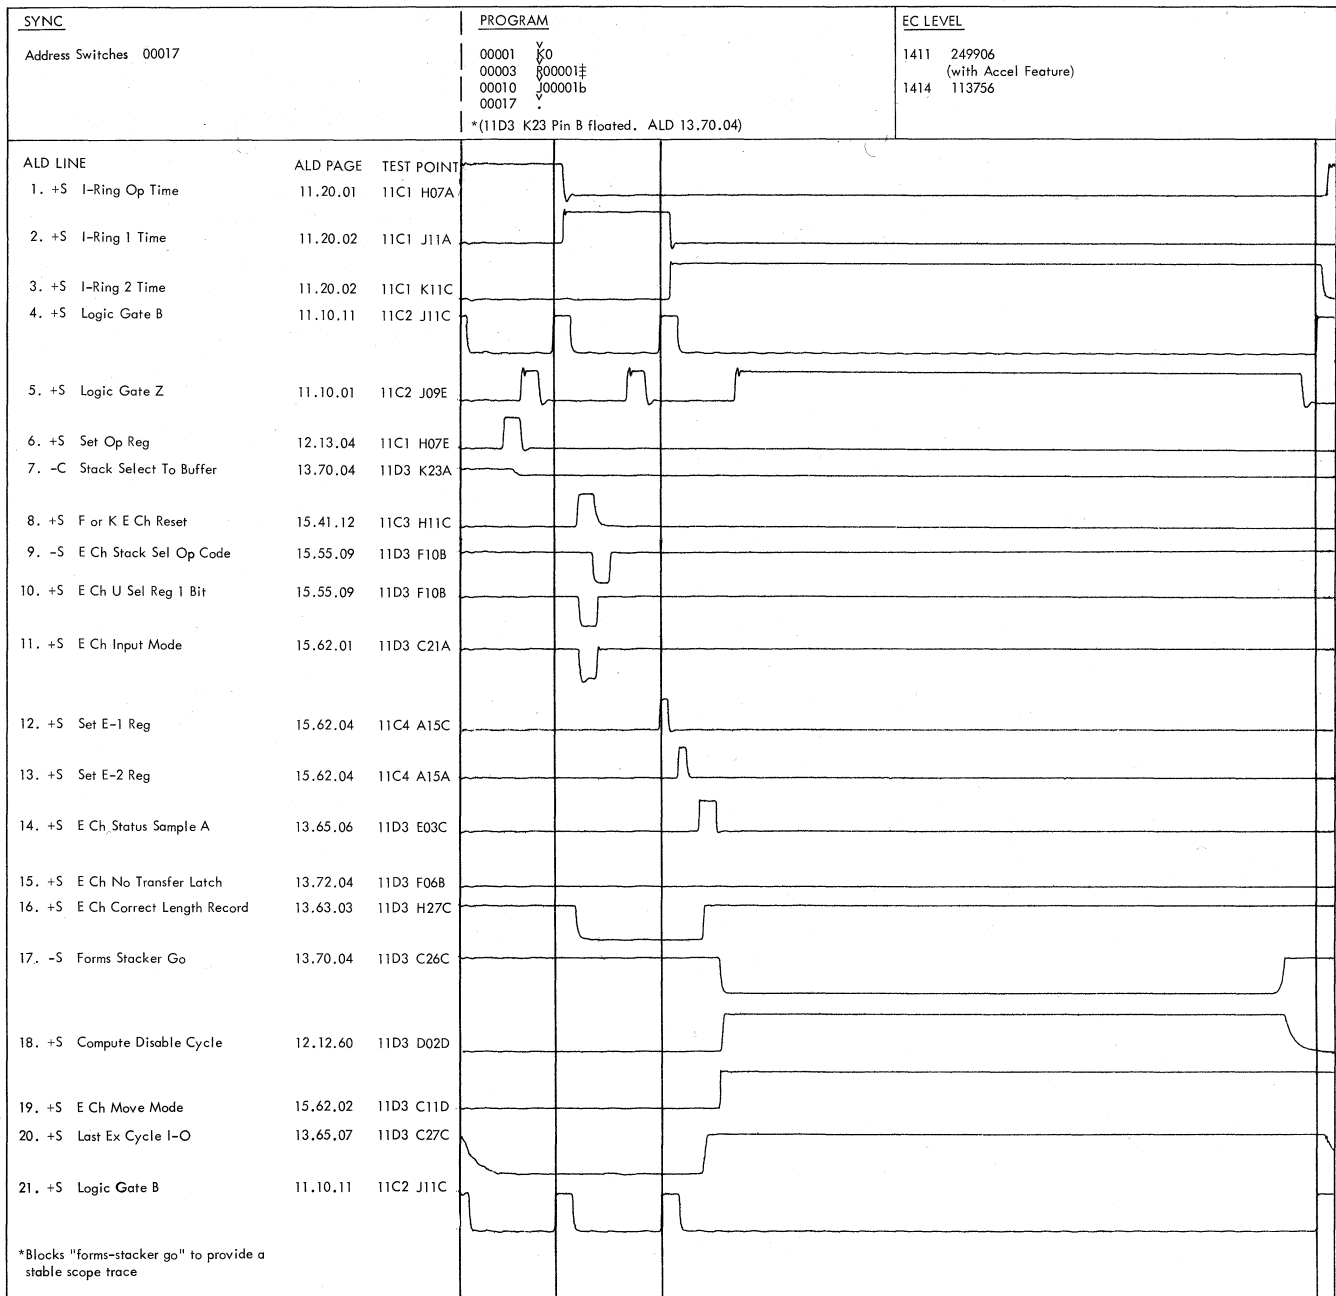 SYNC
Address Switches 00017
PROGRAM
00001 K0
00003 R00001‡
00010 J00001b
00017 .
*(11D3 K23 Pin B floated. ALD 13.70.04)
EC LEVEL
1411 249906
(with Accel Feature)
1414 113756
ALD LINE ALD PAGE TEST POINT
1. +S I-Ring Op Time 11.20.01 11C1 H07A
2. +S I-Ring 1 Time 11.20.02 11C1 J11A
3. +S I-Ring 2 Time 11.20.02 11C1 K11C
4. +S Logic Gate B 11.10.11 11C2 J11C
5. +S Logic Gate Z 11.10.01 11C2 J09E
6. +S Set Op Reg 12.13.04 11C1 H07E
7. -C Stack Select To Buffer 13.70.04 11D3 K23A
8. +S F or K E Ch Reset 15.41.12 11C3 H11C
9. -S E Ch Stack Sel Op Code 15.55.09 11D3 F10B
10. +S E Ch U Sel Reg 1 Bit 15.55.09 11D3 F10B
11. +S E Ch Input Mode 15.62.01 11D3 C21A
12. +S Set E-1 Reg 15.62.04 11C4 A15C
13. +S Set E-2 Reg 15.62.04 11C4 A15A
14. +S E Ch Status Sample A 13.65.06 11D3 E03C
15. +S E Ch No Transfer Latch 13.72.04 11D3 F06B
16. +S E Ch Correct Length Record 13.63.03 11D3 H27C
17. -S Forms Stacker Go 13.70.04 11D3 C26C
18. +S Compute Disable Cycle 12.12.60 11D3 D02D
19. +S E Ch Move Mode 15.62.02 11D3 C11D
20. +S Last Ex Cycle I-O 13.65.07 11D3 C27C
21. +S Logic Gate B 11.10.11 11C2 J11C
*Blocks "forms-stacker go" to provide a
stable scope trace